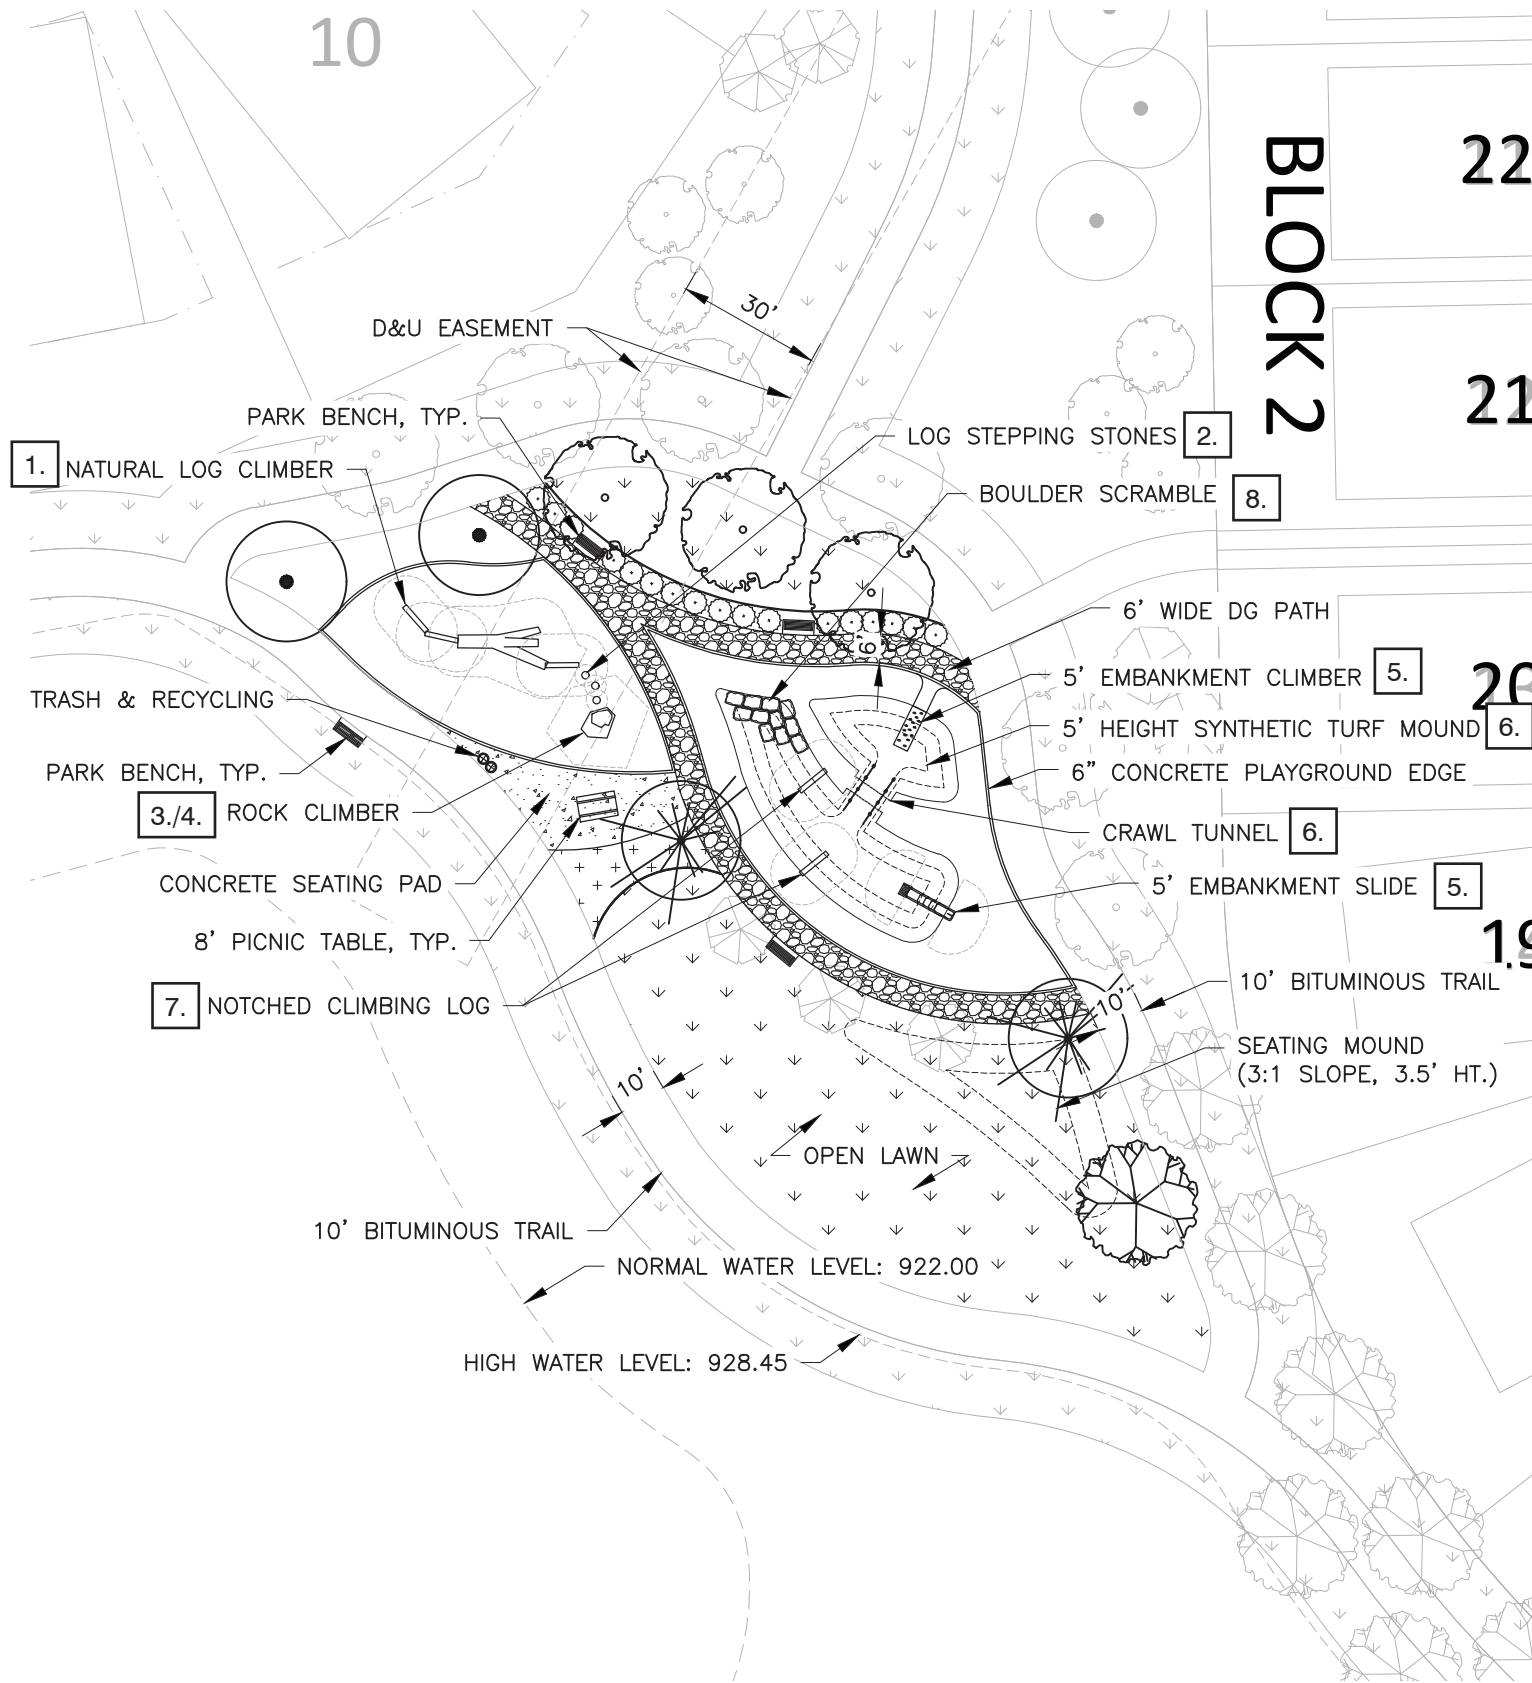 10
BLOCK 2
22
21
20
19
30'
D&U EASEMENT
PARK BENCH, TYP.
1. NATURAL LOG CLIMBER
LOG STEPPING STONES 2.
BOULDER SCRAMBLE 8.
6' WIDE DG PATH
6'
5' EMBANKMENT CLIMBER 5.
5' HEIGHT SYNTHETIC TURF MOUND 6.
6" CONCRETE PLAYGROUND EDGE
CRAWL TUNNEL 6.
5' EMBANKMENT SLIDE 5.
TRASH & RECYCLING
PARK BENCH, TYP.
3./4. ROCK CLIMBER
CONCRETE SEATING PAD
8' PICNIC TABLE, TYP.
7. NOTCHED CLIMBING LOG
10' BITUMINOUS TRAIL
10'
SEATING MOUND
(3:1 SLOPE, 3.5' HT.)
10'
OPEN LAWN
10' BITUMINOUS TRAIL
NORMAL WATER LEVEL: 922.00
HIGH WATER LEVEL: 928.45